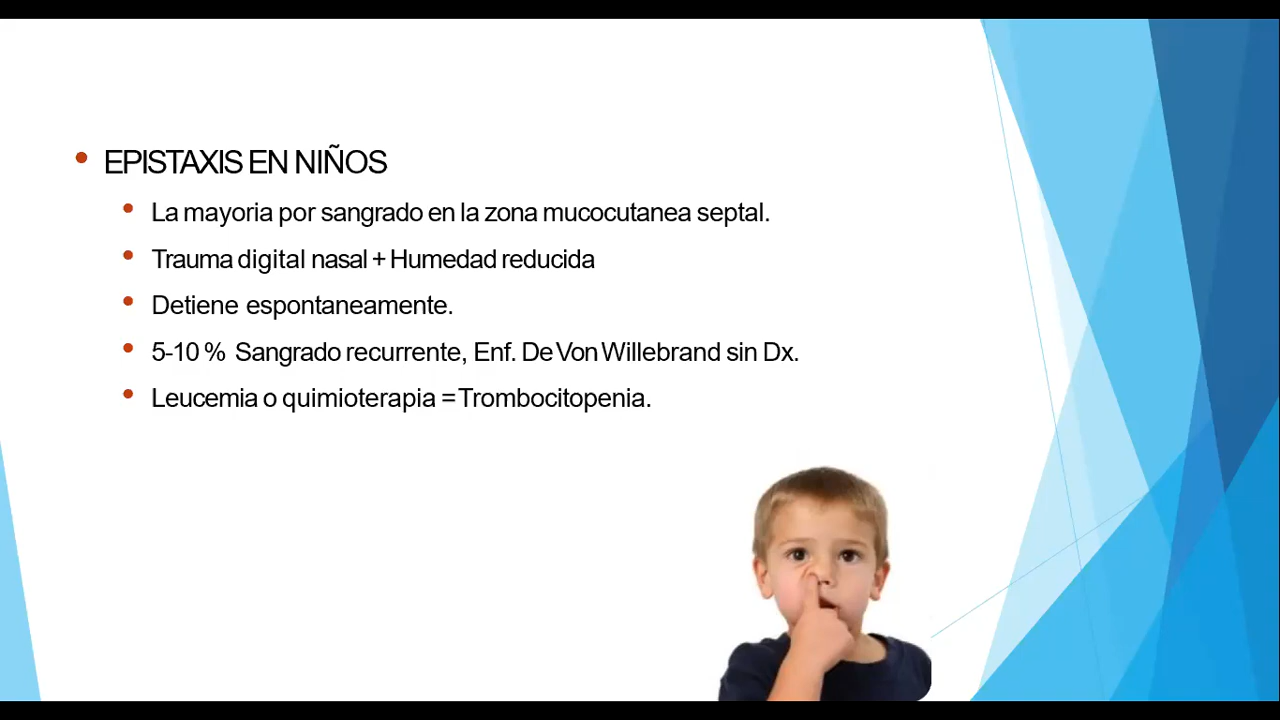 EPISTAXIS EN NIÑOS
La mayoria por sangrado en la zona mucocutanea septal.
Trauma digital nasal + Humedad reducida
Detiene espontaneamente.
5-10 % Sangrado recurrente, Enf. De Von Willebrand sin Dx.
Leucemia o quimioterapia = Trombocitopenia.